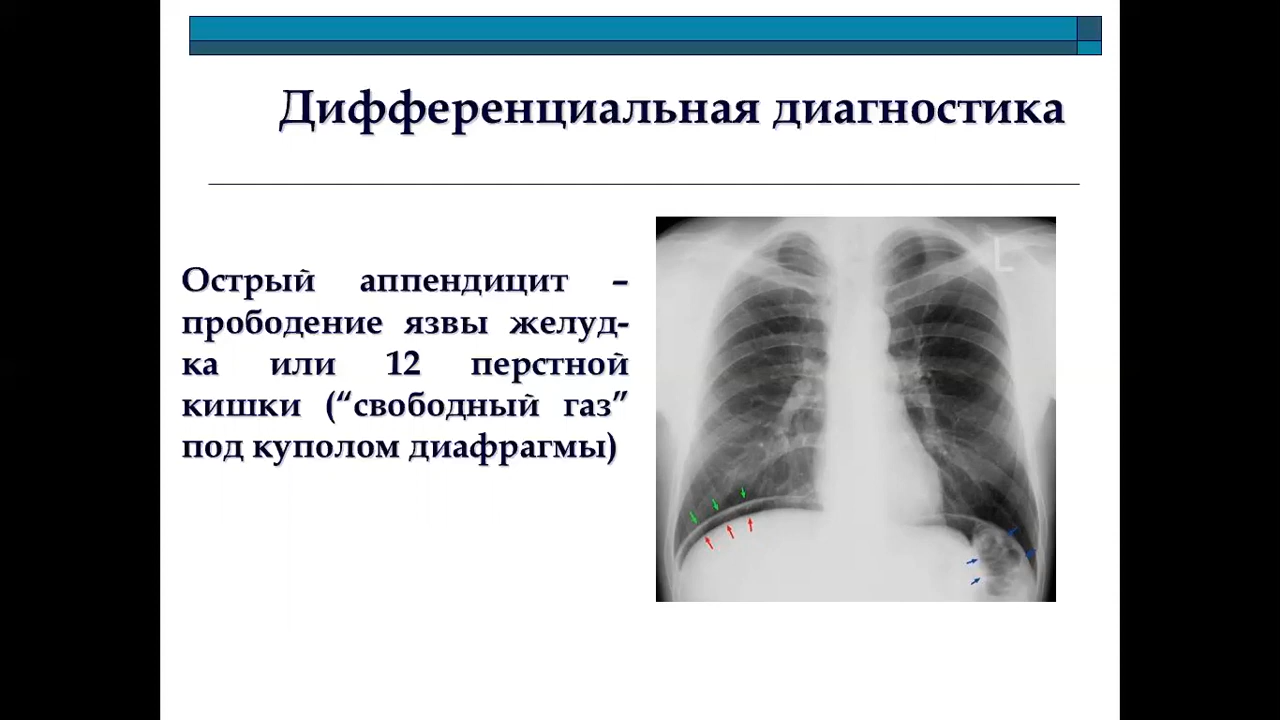 Дифференциальная диагностика
Острый аппендицит –
прободение язвы желуд-
ка или 12 перстной
кишки (“свободный газ”
под куполом диафрагмы)
L